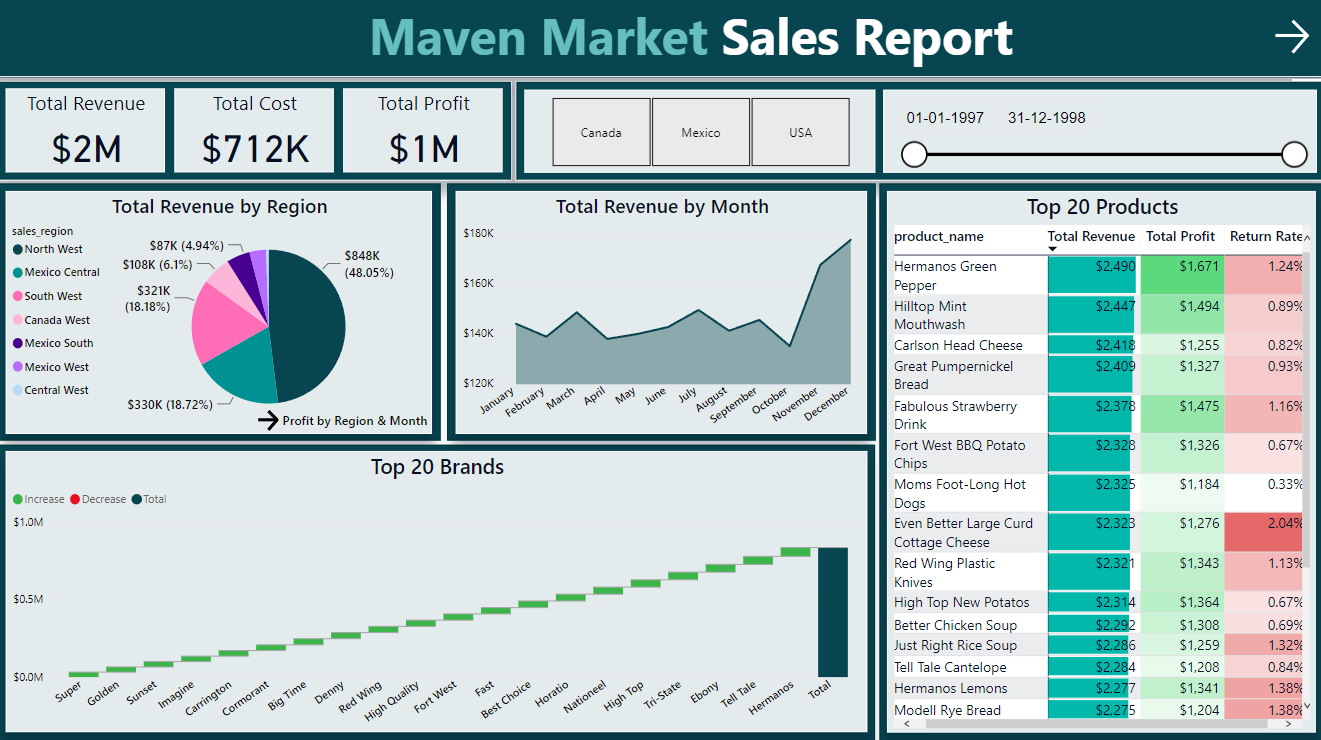 Maven Market Sales Report
Total Revenue
$2M
Total Cost
$712K
Total Profit
$1M
Canada
Mexico
USA
01-01-1997 31-12-1998
Total Revenue by Region
sales_region
North West
Mexico Central
South West
Canada West
Mexico South
Mexico West
Central West
$87K (4.94%)
$108K (6.1%)
$321K
(18.18%)
$330K (18.72%)
$848K
(48.05%)
Profit by Region & Month
Total Revenue by Month
$180K
$160K
$140K
$120K
January
February
March
April
May
June
July
August
September
October
November
December
Top 20 Brands
Increase Decrease Total
$1.0M
$0.5M
$0.0M
Super
Golden
Sunset
Imagine
Carrington
Cormorant
Big Time
Denny
Red Wing
High Quality
Fort West
Fast
Best Choice
Horatio
Nationeel
High Top
Tri-State
Ebony
Tell Tale
Hermanos
Total
Top 20 Products
product_name Total Revenue Total Profit Return Rate
Hermanos Green $2,490 $1,671 1.24%
Pepper
Hilltop Mint $2,447 $1,494 0.89%
Mouthwash
Carlson Head Cheese $2,418 $1,255 0.82%
Great Pumpernickel $2,409 $1,327 0.93%
Bread
Fabulous Strawberry $2,378 $1,475 1.16%
Drink
Fort West BBQ Potato $2,328 $1,326 0.67%
Chips
Moms Foot-Long Hot $2,325 $1,184 0.33%
Dogs
Even Better Large Curd $2,323 $1,276 2.04%
Cottage Cheese
Red Wing Plastic $2,321 $1,343 1.13%
Knives
High Top New Potatos $2,314 $1,364 0.67%
Better Chicken Soup $2,292 $1,308 0.69%
Just Right Rice Soup $2,286 $1,259 1.32%
Tell Tale Cantelope $2,284 $1,208 0.84%
Hermanos Lemons $2,277 $1,341 1.38%
Modell Rye Bread $2,275 $1,204 1.38%